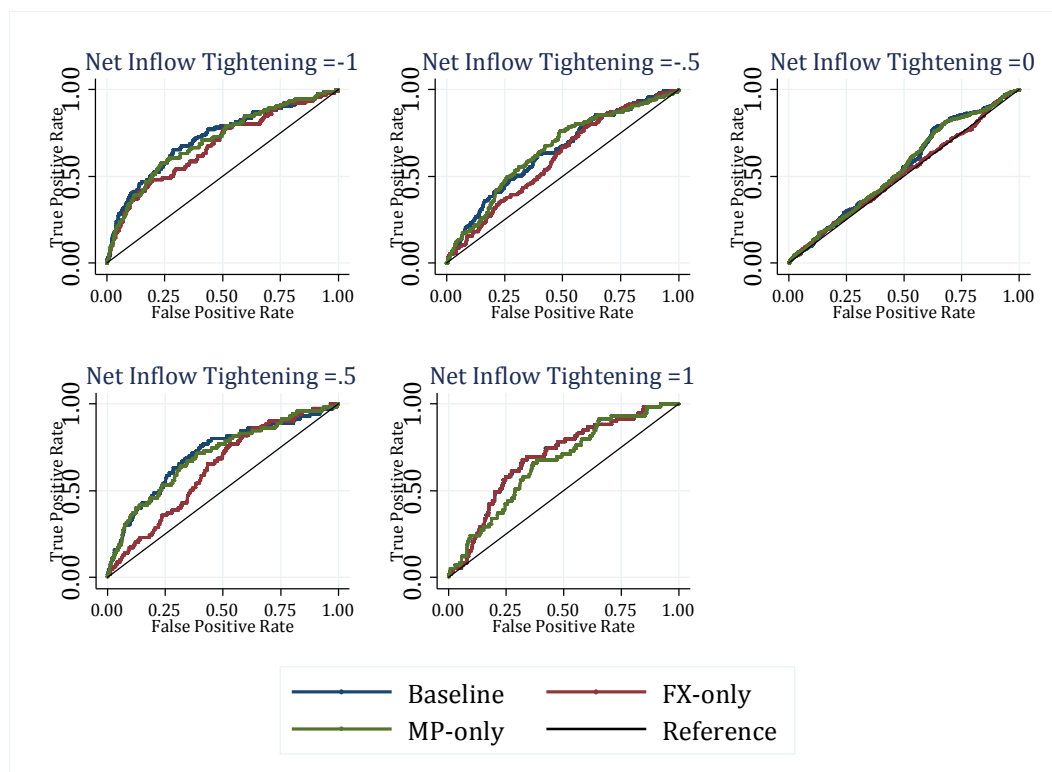 Net Inflow Tightening =-1
True Positive Rate
0.00 0.50 1.00
0.00 0.25 0.50 0.75 1.00
False Positive Rate
Net Inflow Tightening =-.5
True Positive Rate
0.00 0.50 1.00
0.00 0.25 0.50 0.75 1.00
False Positive Rate
Net Inflow Tightening =0
True Positive Rate
0.00 0.50 1.00
0.00 0.25 0.50 0.75 1.00
False Positive Rate
Net Inflow Tightening =.5
True Positive Rate
0.00 0.50 1.00
0.00 0.25 0.50 0.75 1.00
False Positive Rate
Net Inflow Tightening =1
True Positive Rate
0.00 0.50 1.00
0.00 0.25 0.50 0.75 1.00
False Positive Rate
Baseline FX-only
MP-only Reference